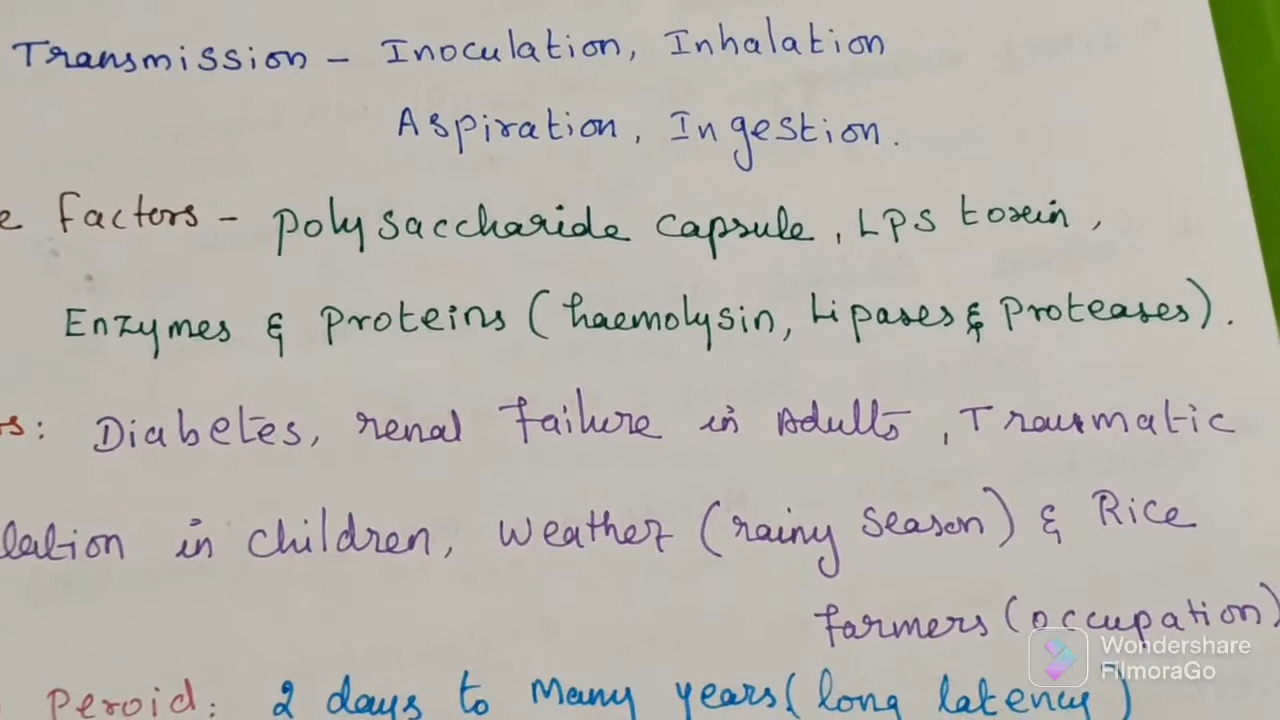 Transmission - Inoculation, Inhalation
Aspiration, Ingestion.
e Factors - polysaccharide capsule, LPS toxin,
Enzymes & proteins (haemolysin, Lipases & proteases).
rs: Diabetes, renal failure in Adults, Traumatic
lation in children, Weather (rainy season) & Rice
farmers (occupation)
Peroid: 2 days to Many years (long latency)
Wondershare
FilmoraGo